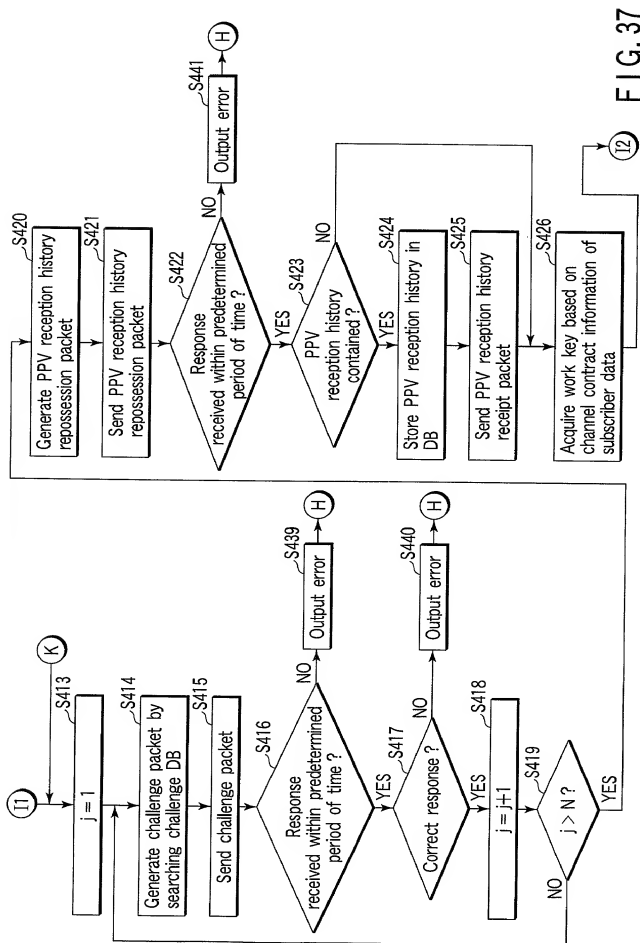 I1
K
S413
j = 1
S414
Generate challenge packet by
searching challenge DB
S415
Send challenge packet
S416
Response
received within predetermined
period of time ?
NO
S439
Output error
H
YES
S417
Correct response ?
NO
S440
Output error
H
YES
S418
j = j+1
S419
j > N ?
NO
YES
S420
Generate PPV reception history
repossession packet
S421
Send PPV reception history
repossession packet
S422
Response
received within predetermined
period of time ?
NO
S441
Output error
H
YES
S423
PPV
reception history
contained ?
NO
YES
S424
Store PPV reception history in
DB
S425
Send PPV reception history
receipt packet
S426
Acquire work key based on
channel contract information of
subscriber data
I2
FIG. 37